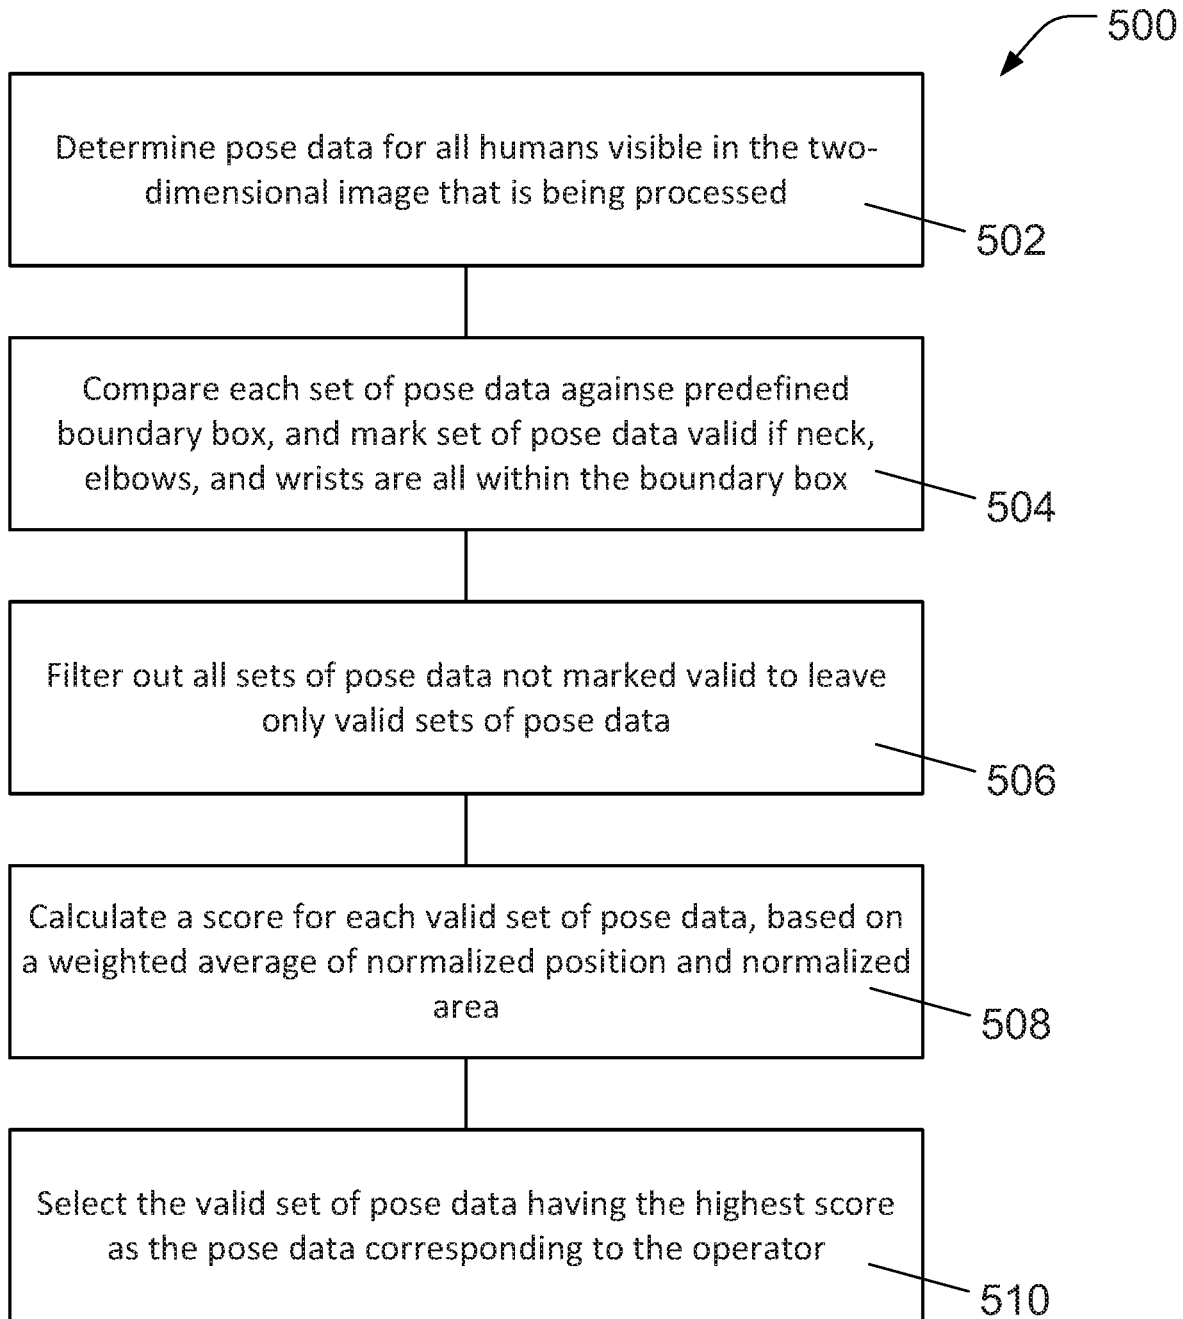 500
Determine pose data for all humans visible in the two-
dimensional image that is being processed
502
Compare each set of pose data againse predefined
boundary box, and mark set of pose data valid if neck,
elbows, and wrists are all within the boundary box
504
Filter out all sets of pose data not marked valid to leave
only valid sets of pose data
506
Calculate a score for each valid set of pose data, based on
a weighted average of normalized position and normalized
area
508
Select the valid set of pose data having the highest score
as the pose data corresponding to the operator
510